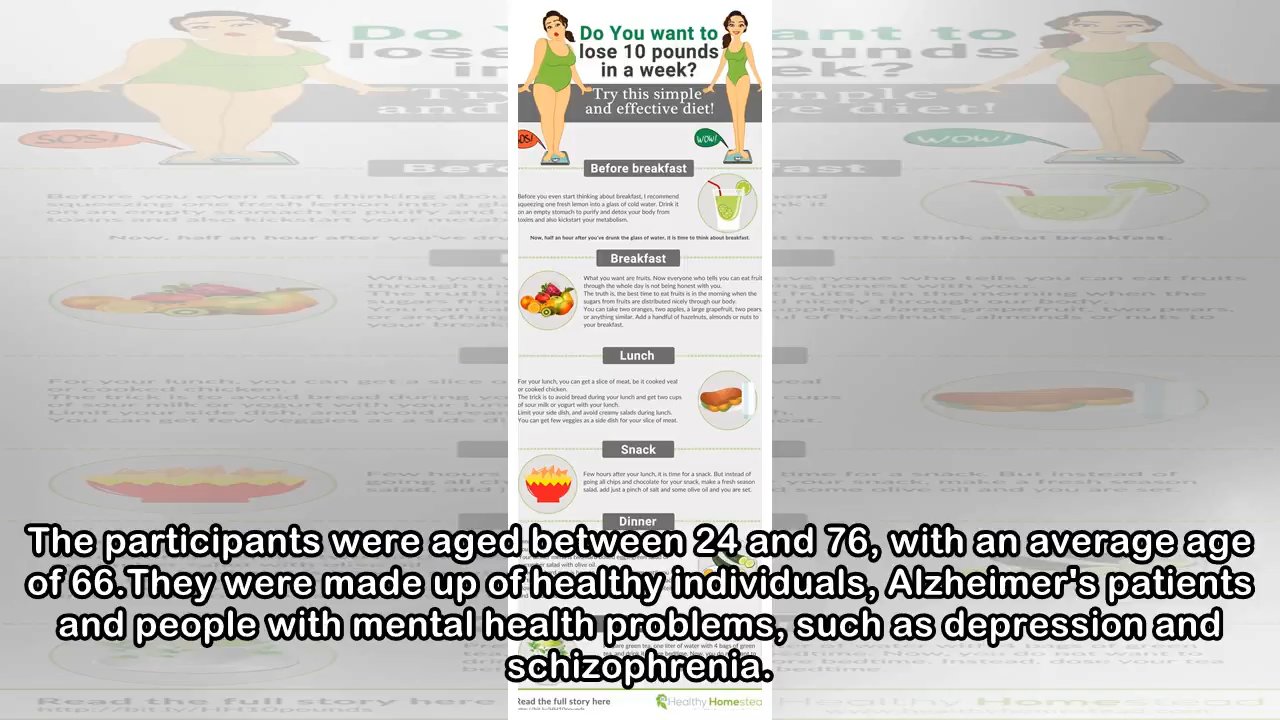 Do You want to
lose 10 pounds
in a week?
Try this simple
and effective diet!
SOS!
WOW!
Before breakfast
Before you even start thinking about breakfast, I recommend
squeezing one fresh lemon into a glass of cold water. Drink it
on an empty stomach to purify and detox your body from
toxins and also kickstart your metabolism.
Now, half an hour after you've drunk the glass of water, it is time to think about breakfast.
Breakfast
What you want are fruits. Now everyone who tells you can eat fruit
through the whole day is not being honest with you.
The truth is, the best time to eat fruits is in the morning when the
sugars from fruits are distributed nicely through our body.
You can take two oranges, two apples, a large grapefruit, two pears
or anything similar. Add a handful of hazelnuts, almonds or nuts to
your breakfast.
Lunch
For your lunch, you can get a slice of meat, be it cooked veal
or cooked chicken.
The trick is to avoid bread during your lunch and get two cups
of sour milk or yogurt with your lunch.
Limit your side dish, and avoid creamy salads during lunch.
You can get few veggies as a side dish for your slice of meat.
Snack
Few hours after your lunch, it is time for a snack. But instead of
going all chips and chocolate for your snack, make a fresh season
salad, add just a pinch of salt and some olive oil and you are set.
Dinner
The participants were aged between 24 and 76, with an average age
of 66.They were made up of healthy individuals, Alzheimer's patients
and people with mental health problems, such as depression and
schizophrenia.
Read the full story here
Healthy Homestea